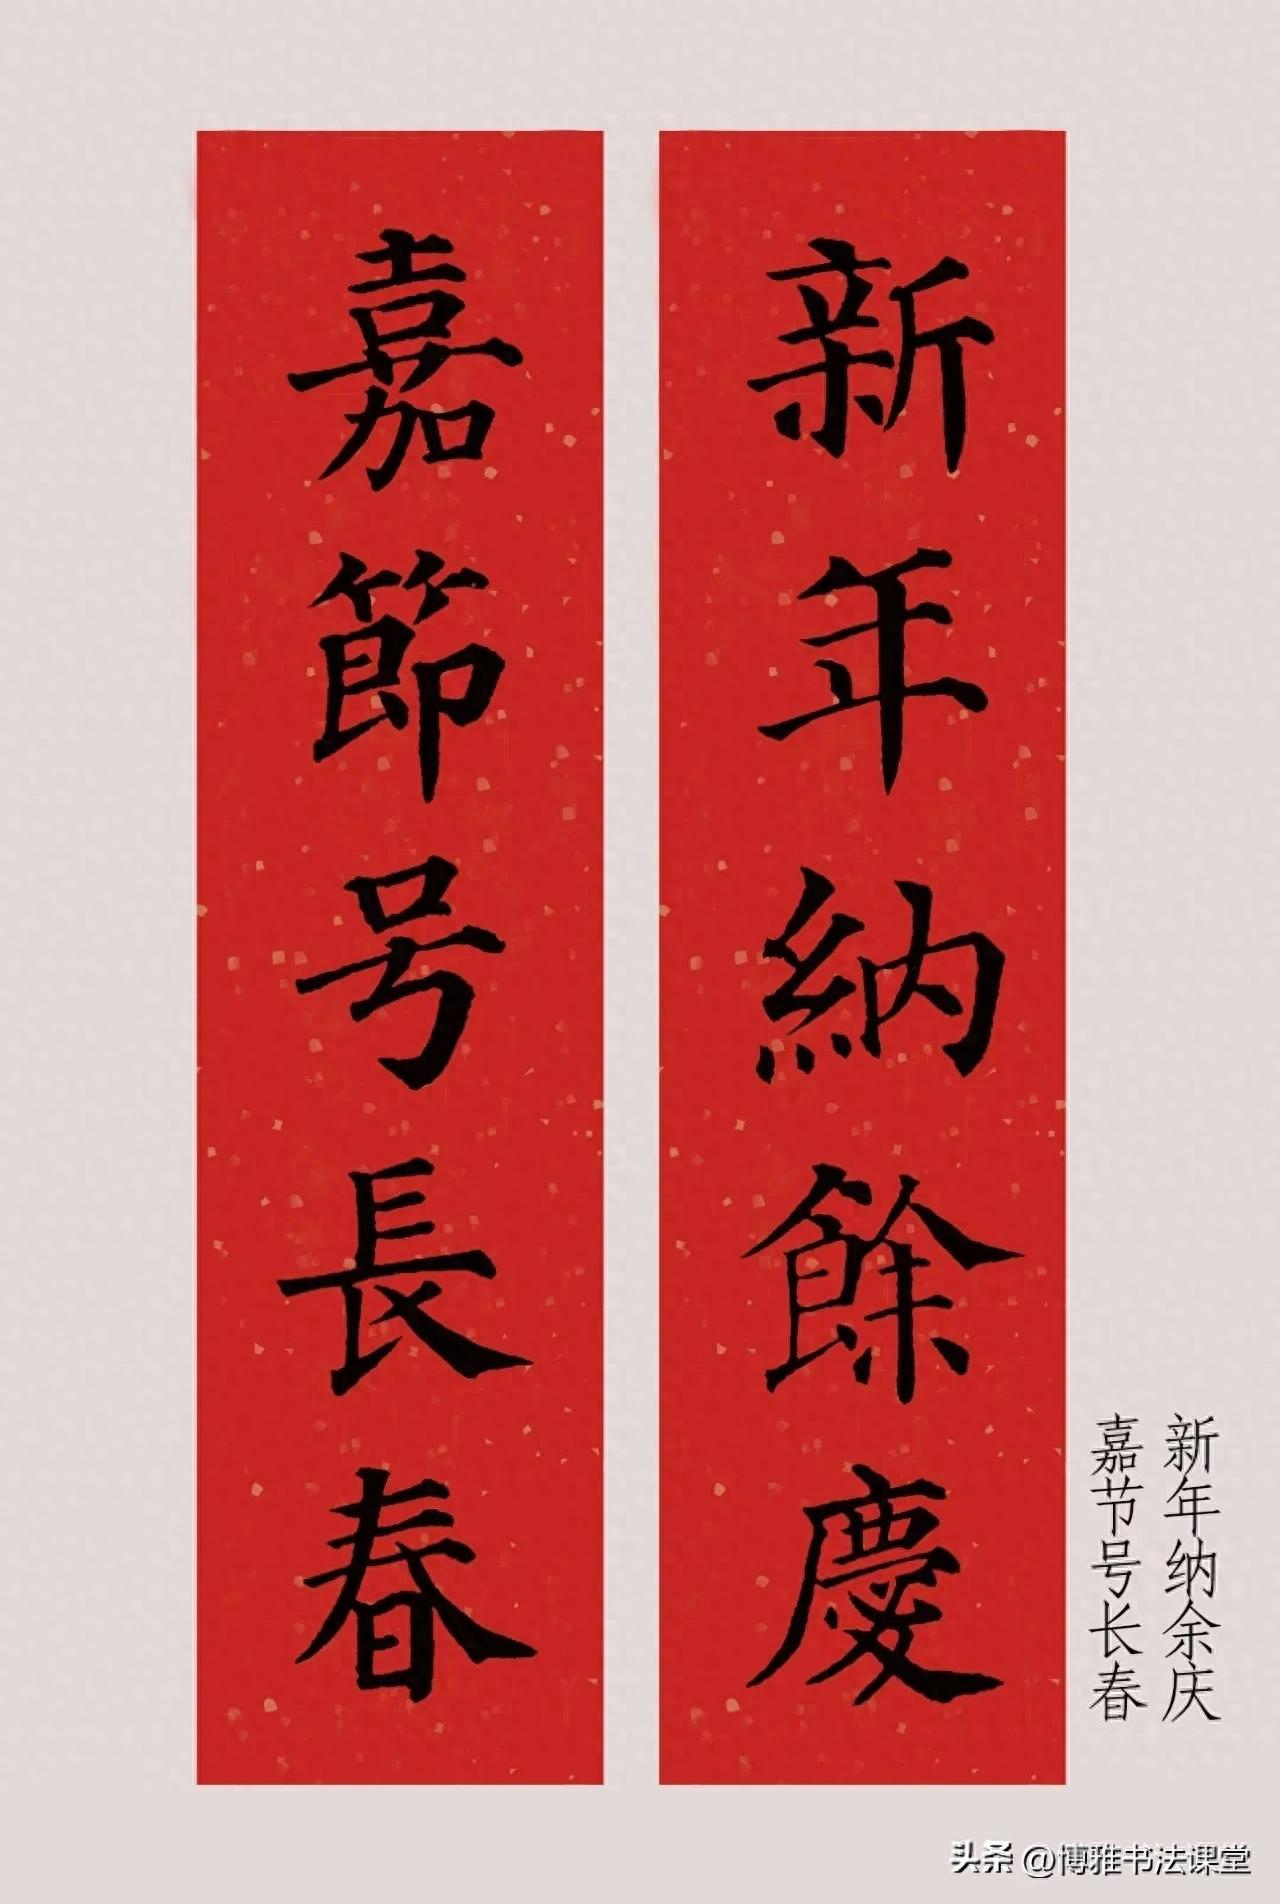 新年納餘慶
嘉節号長春
新年纳余庆
嘉节号长春
头条 @博雅书法课堂